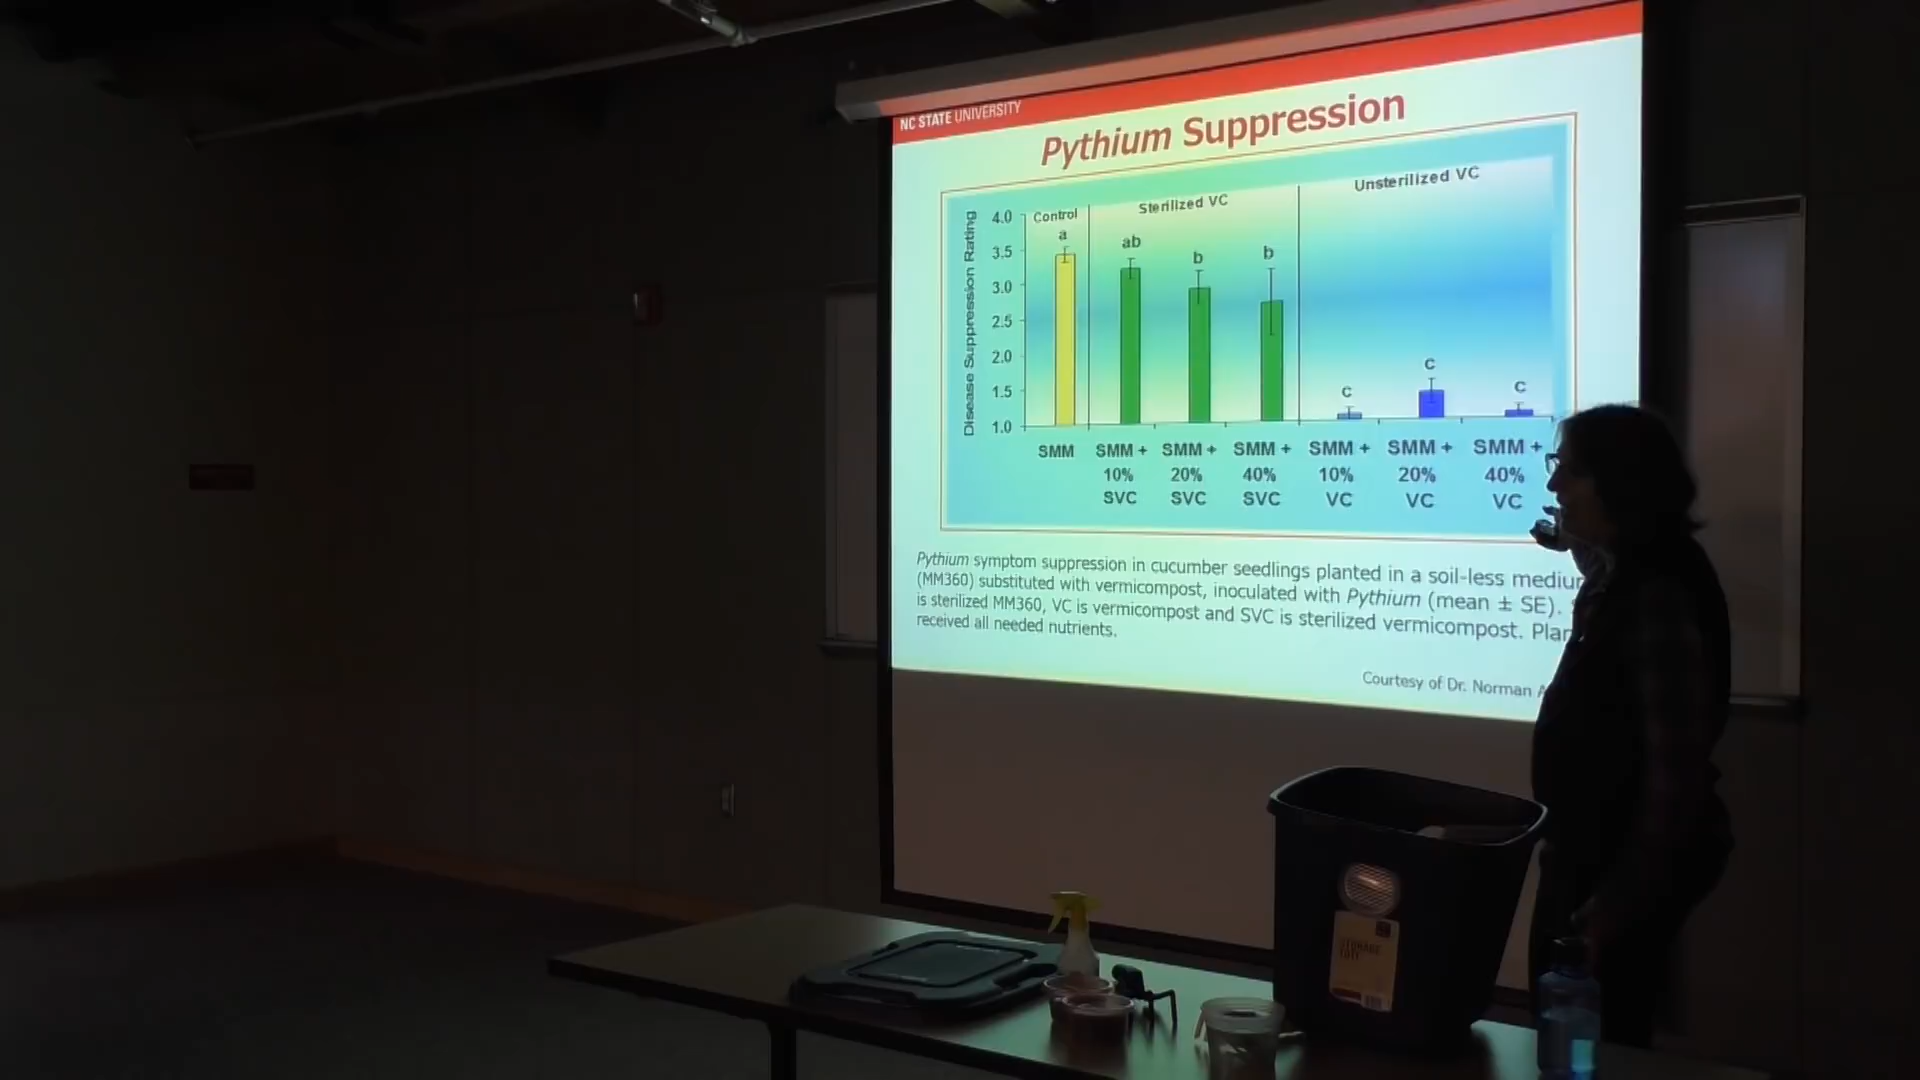 NC STATE UNIVERSITY
Pythium Suppression
Control
Sterilized VC
Unsterilized VC
Disease Suppression Rating
4.0
3.5
3.0
2.5
2.0
1.5
1.0
a
ab
b
b
c
c
c
SMM
SMM + 10% SVC
SMM + 20% SVC
SMM + 40% SVC
SMM + 10% VC
SMM + 20% VC
SMM + 40% VC
Pythium symptom suppression in cucumber seedlings planted in a soil-less
(MM360) substituted with vermicompost, inoculated with Pythium (mean ± SE).
is sterilized MM360, VC is vermicompost and SVC is sterilized vermicompost.
received all needed nutrients.
Courtesy of Dr. Norman
STORAGE
TOTE